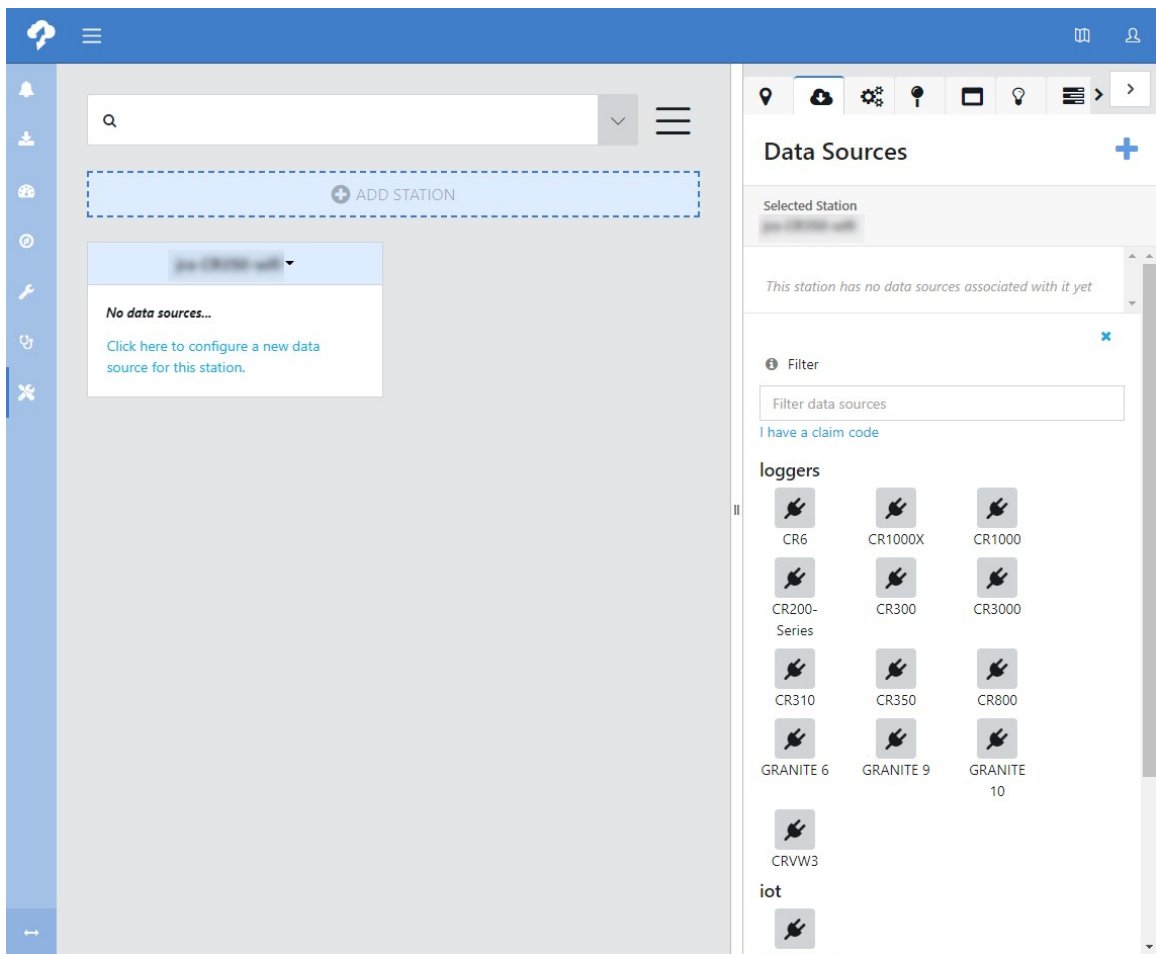 ADD STATION
No data sources...
Click here to configure a new data
source for this station.
Data Sources
Selected Station
This station has no data sources associated with it yet
Filter
Filter data sources
I have a claim code
loggers
CR6
CR1000X
CR1000
CR200-
Series
CR300
CR3000
CR310
CR350
CR800
GRANITE 6
GRANITE 9
GRANITE
10
CRVW3
iot